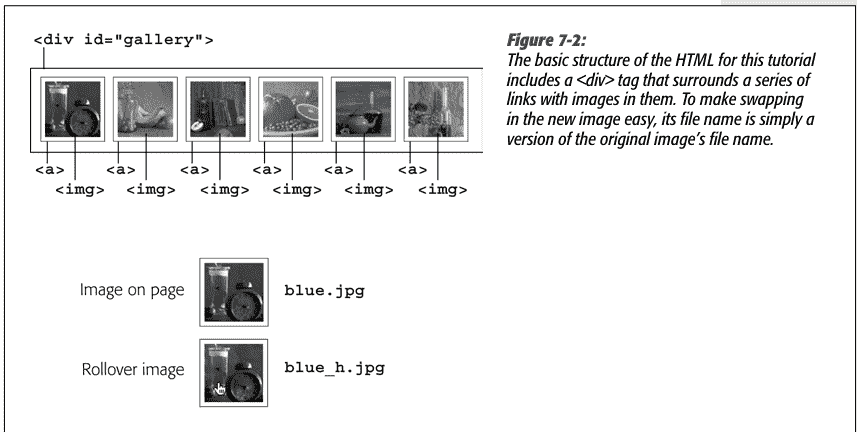 <div id="gallery">
<a> <a> <a> <a> <a> <a>
<img> <img> <img> <img> <img> <img>
Figure 7-2:
The basic structure of the HTML for this tutorial
includes a <div> tag that surrounds a series of
links with images in them. To make swapping
in the new image easy, its file name is simply a
version of the original image's file name.
Image on page blue.jpg
Rollover image blue_h.jpg